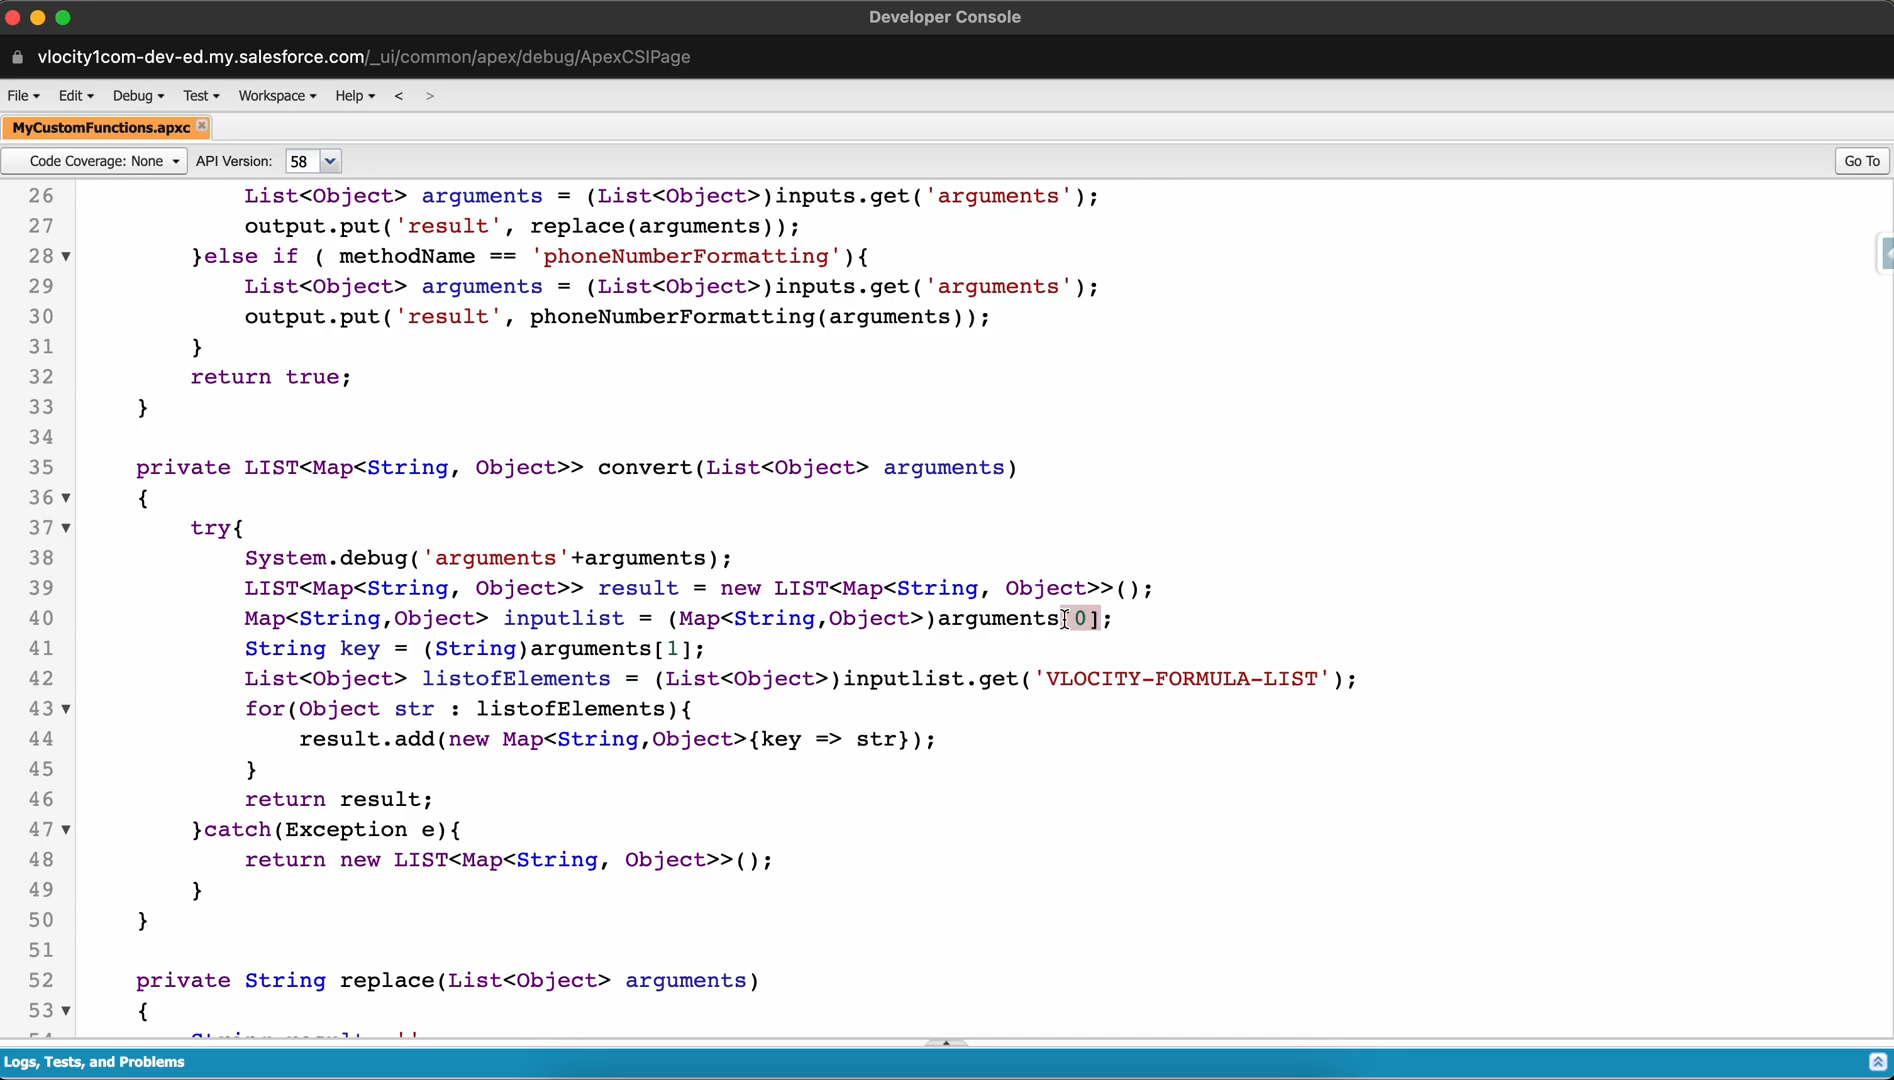 Developer Console
vlocity1com-dev-ed.my.salesforce.com/_ui/common/apex/debug/ApexCSIPage
File Edit Debug Test Workspace Help < >
MyCustomFunctions.apxc
Code Coverage: None API Version: 58 Go To
26 List<Object> arguments = (List<Object>)inputs.get('arguments');
27 output.put('result', replace(arguments));
28 }else if ( methodName == 'phoneNumberFormatting'){
29 List<Object> arguments = (List<Object>)inputs.get('arguments');
30 output.put('result', phoneNumberFormatting(arguments));
31 }
32 return true;
33 }
34
35 private LIST<Map<String, Object>> convert(List<Object> arguments)
36 {
37 try{
38 System.debug('arguments'+arguments);
39 LIST<Map<String, Object>> result = new LIST<Map<String, Object>>();
40 Map<String,Object> inputlist = (Map<String,Object>)arguments[0];
41 String key = (String)arguments[1];
42 List<Object> listofElements = (List<Object>)inputlist.get('VLOCITY-FORMULA-LIST');
43 for(Object str : listofElements){
44 result.add(new Map<String,Object>{key => str});
45 }
46 return result;
47 }catch(Exception e){
48 return new LIST<Map<String, Object>>();
49 }
50 }
51
52 private String replace(List<Object> arguments)
53 {
Logs, Tests, and Problems